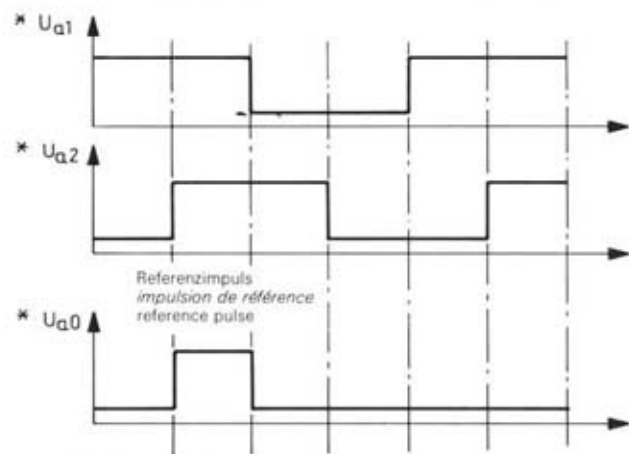 * Ua1
* Ua2
Referenzimpuls
impulsion de référence
reference pulse
* Ua0